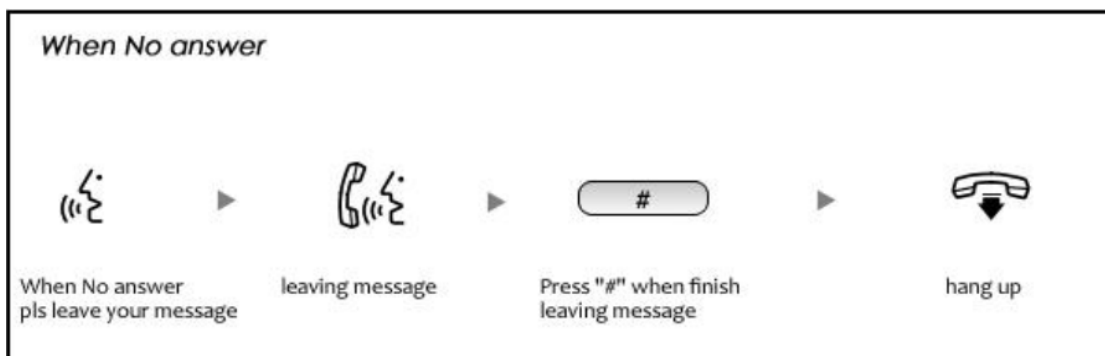 When No answer
#
When No answer
pls leave your message
leaving message
Press "#" when finish
leaving message
hang up